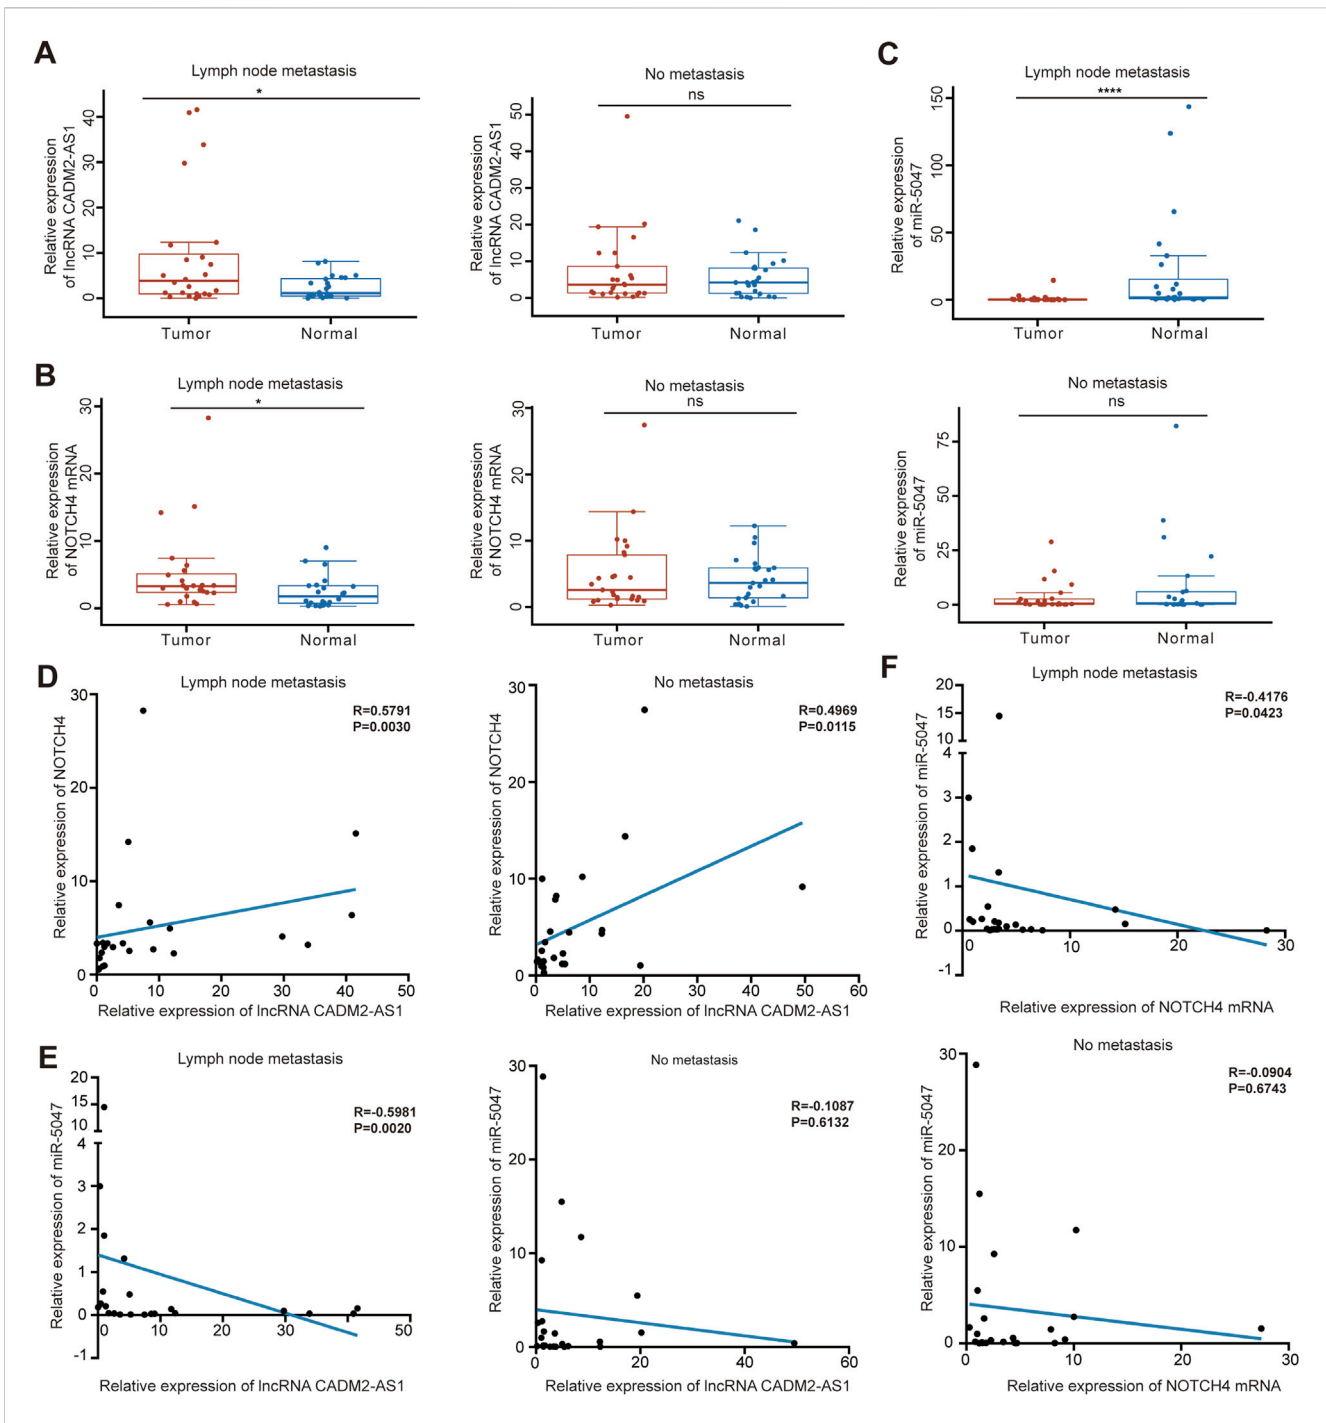 A
Lymph node metastasis
*
Relative expression
of lncRNA CADM2-AS1
40
30
20
10
0
Tumor
Normal
No metastasis
ns
Relative expression
of lncRNA CADM2-AS1
50
40
30
20
10
0
Tumor
Normal
C
Lymph node metastasis
****
Relative expression
of miR-5047
150
100
50
0
Tumor
Normal
B
Lymph node metastasis
*
Relative expression
of NOTCH4 mRNA
30
20
10
0
Tumor
Normal
No metastasis
ns
Relative expression
of NOTCH4 mRNA
30
20
10
0
Tumor
Normal
No metastasis
ns
Relative expression
of miR-5047
75
50
25
0
Tumor
Normal
D
Lymph node metastasis
R=0.5791
P=0.0030
Relative expression of NOTCH4
30
20
10
0
0 10 20 30 40 50
Relative expression of lncRNA CADM2-AS1
No metastasis
R=0.4969
P=0.0115
Relative expression of NOTCH4
30
20
10
0
0 20 40 60
Relative expression of lncRNA CADM2-AS1
F
Lymph node metastasis
R=-0.4176
P=0.0423
Relative expression of miR-5047
20
15
10
4
3
2
1
0
-1
0 10 20 30
Relative expression of NOTCH4 mRNA
E
Lymph node metastasis
R=-0.5981
P=0.0020
Relative expression of miR-5047
20
15
10
4
3
2
1
0
-1
0 10 20 30 40 50
Relative expression of lncRNA CADM2-AS1
No metastasis
R=-0.1087
P=0.6132
Relative expression of miR-5047
30
20
10
0
0 20 40 60
Relative expression of lncRNA CADM2-AS1
No metastasis
R=-0.0904
P=0.6743
Relative expression of miR-5047
30
20
10
0
0 10 20 30
Relative expression of NOTCH4 mRNA